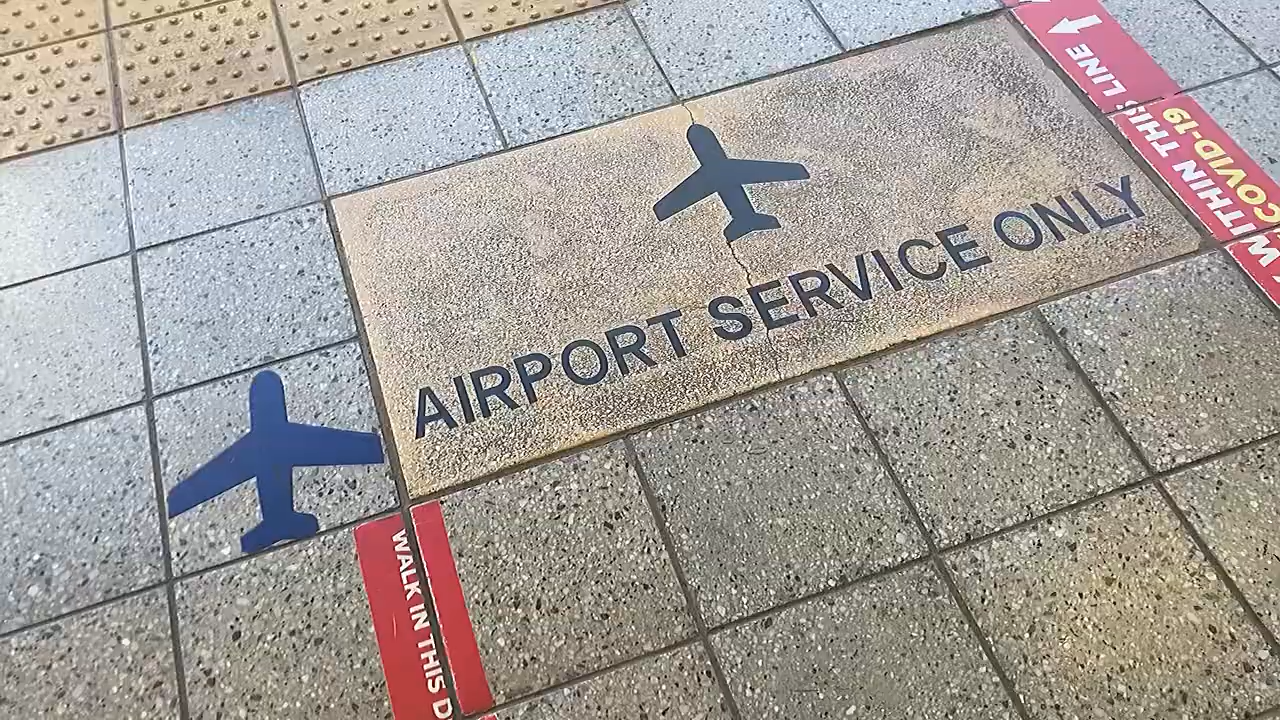 AIRPORT SERVICE ONLY
WALK IN THIS
WITHIN THIS LINE
COVID-19